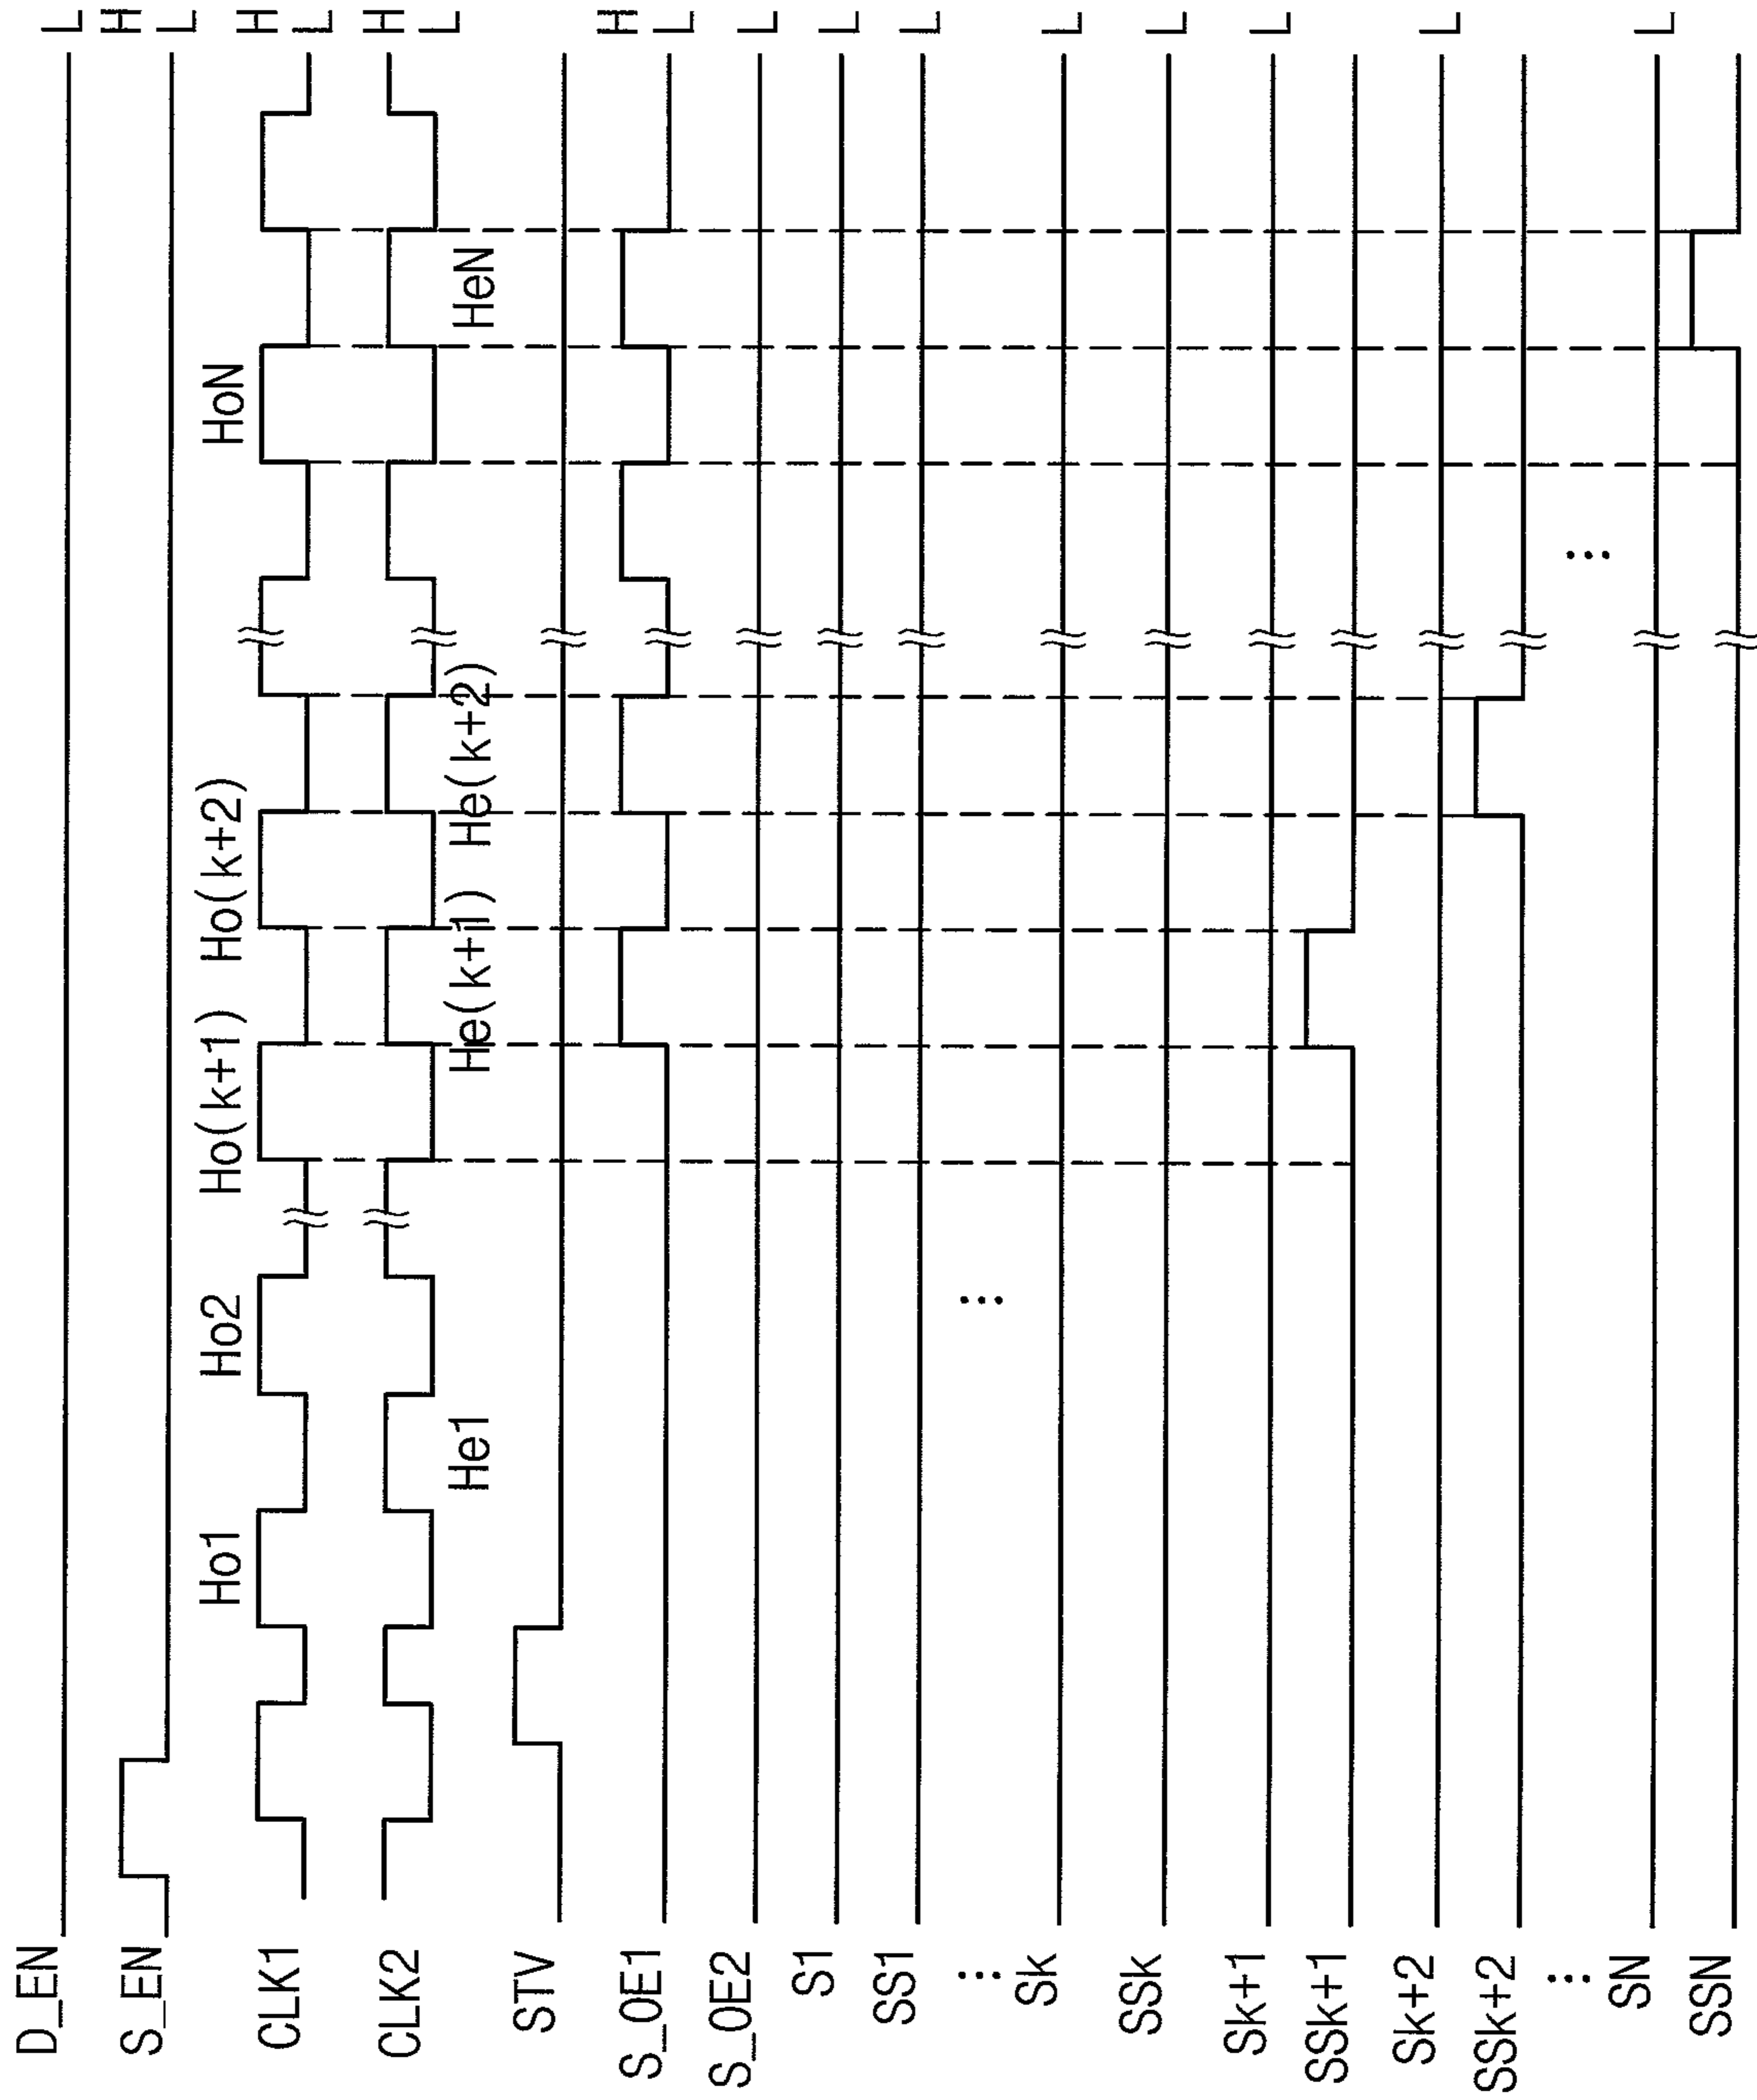 D_EN L
S_EN H L
Ho1 Ho2 Ho(k+1) Ho(k+2) HoN
CLK1 H L
CLK2 H L
He1 He(k+1) He(k+2) HeN
STV
S_OE1 H L
S_OE2 L
S1 L
SS1 L
⋮ ⋮
Sk L
SSk L
Sk+1 L
SSk+1
Sk+2 L
SSk+2
⋮ ⋮
SN L
SSN